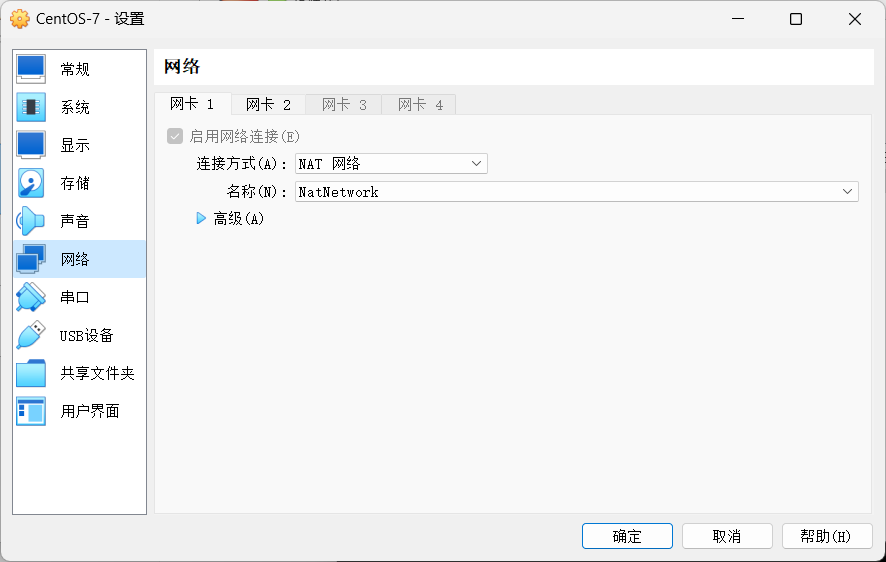 CentOS-7 - 设置
常规
系统
显示
存储
声音
网络
串口
USB设备
共享文件夹
用户界面
网络
网卡 1 网卡 2 网卡 3 网卡 4
启用网络连接(E)
连接方式(A): NAT 网络
名称(N): NatNetwork
高级(A)
确定 取消 帮助(H)